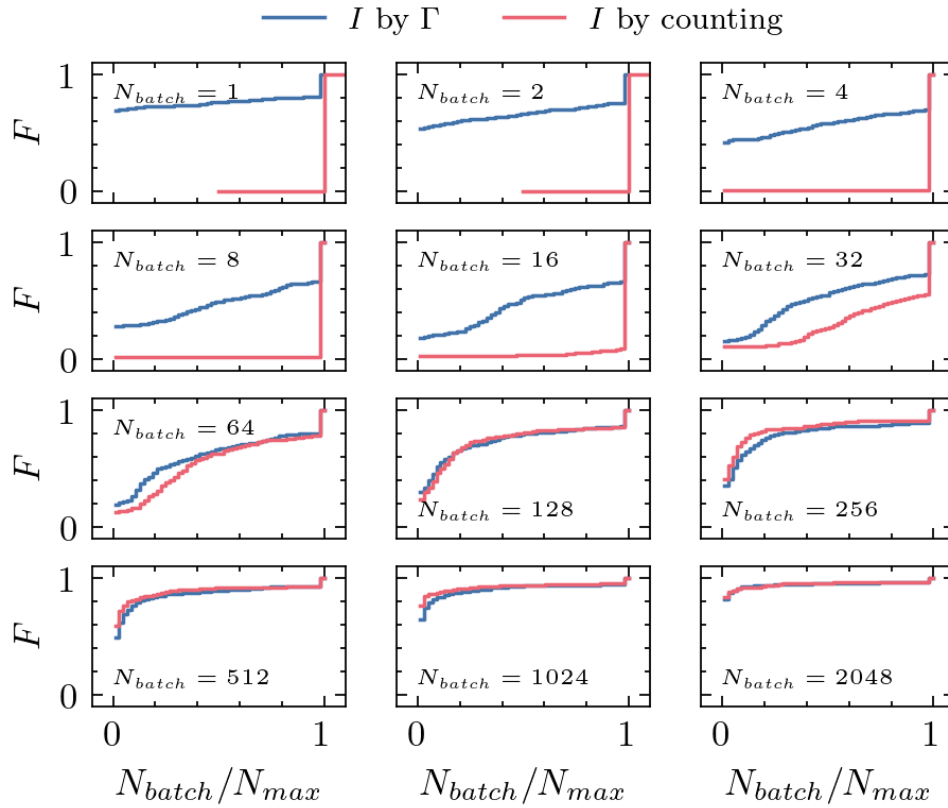 I by Γ I by counting
1
F
0
N_batch = 1
N_batch = 2
N_batch = 4
1
F
0
N_batch = 8
N_batch = 16
N_batch = 32
1
F
0
N_batch = 64
N_batch = 128
N_batch = 256
1
F
0
N_batch = 512
N_batch = 1024
N_batch = 2048
0 1 0 1 0 1
N_batch/N_max N_batch/N_max N_batch/N_max